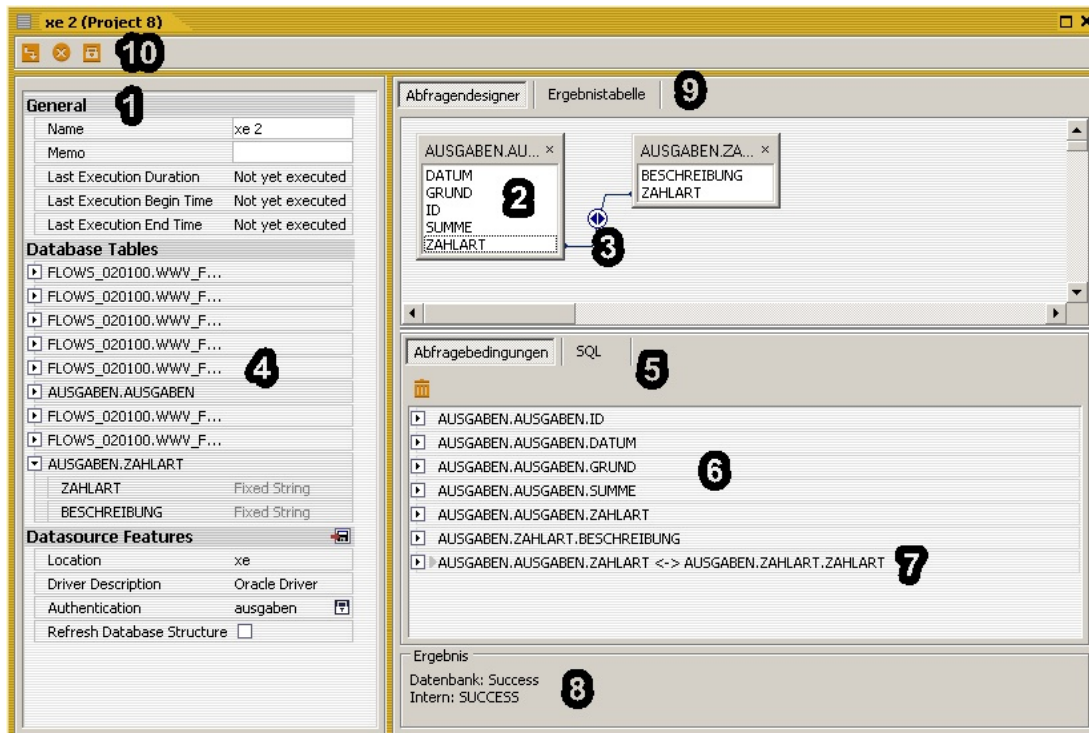 xe 2 (Project 8)
10
1
General
Name xe 2
Memo
Last Execution Duration Not yet executed
Last Execution Begin Time Not yet executed
Last Execution End Time Not yet executed
Database Tables
FLOWS_020100.WWV_F...
FLOWS_020100.WWV_F...
FLOWS_020100.WWV_F...
FLOWS_020100.WWV_F...
FLOWS_020100.WWV_F...
4
AUSGABEN.AUSGABEN
FLOWS_020100.WWV_F...
FLOWS_020100.WWV_F...
AUSGABEN.ZAHLART
ZAHLART Fixed String
BESCHREIBUNG Fixed String
Datasource Features
Location xe
Driver Description Oracle Driver
Authentication ausgaben
Refresh Database Structure
Abfragendesigner Ergebnistabelle 9
AUSGABEN.AU... ×
DATUM
GRUND
ID
SUMME
ZAHLART
2
AUSGABEN.ZA... ×
BESCHREIBUNG
ZAHLART
3
Abfragebedingungen SQL 5
AUSGABEN.AUSGABEN.ID
AUSGABEN.AUSGABEN.DATUM
AUSGABEN.AUSGABEN.GRUND
6
AUSGABEN.AUSGABEN.SUMME
AUSGABEN.AUSGABEN.ZAHLART
AUSGABEN.ZAHLART.BESCHREIBUNG
AUSGABEN.AUSGABEN.ZAHLART <-> AUSGABEN.ZAHLART.ZAHLART 7
Ergebnis
Datenbank: Success
Intern: SUCCESS
8